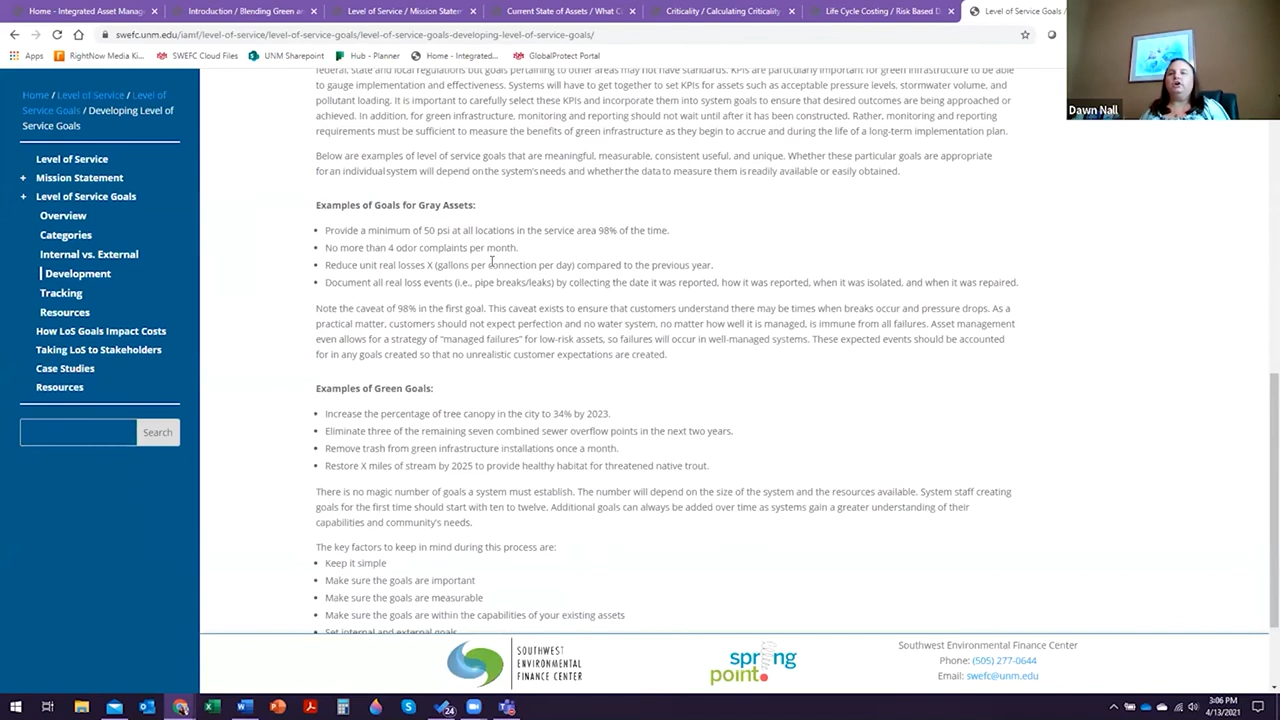 Home - Integrated Asset Manag
Introduction / Blending Green an
Level of Service / Mission Statem
Current State of Assets / What C
Criticality / Calculating Criticality
Life Cycle Costing / Risk Based D
Level of Service Goals /
swefc.unm.edu/iamf/level-of-service/level-of-service-goals/level-of-service-goals-developing-level-of-service-goals/
Apps
RightNow Media Ki...
SWEFC Cloud Files
UNM Sharepoint
Hub - Planner
Home - Integrated...
GlobalProtect Portal
Dawn Nall
Home / Level of Service / Level of
Service Goals / Developing Level of
Service Goals
Level of Service
+ Mission Statement
+ Level of Service Goals
Overview
Categories
Internal vs. External
Development
Tracking
Resources
How LoS Goals Impact Costs
Taking LoS to Stakeholders
Case Studies
Resources
Search
federal, state and local regulations but goals pertaining to other areas may not have standards. KPIs are particularly important for green infrastructure to be able
to gauge implementation and effectiveness. Systems will have to get together to set KPIs for assets such as acceptable pressure levels, stormwater volume, and
pollutant loading. It is important to carefully select these KPIs and incorporate them into system goals to ensure that desired outcomes are being approached or
achieved. In addition, for green infrastructure, monitoring and reporting should not wait until after it has been constructed. Rather, monitoring and reporting
requirements must be sufficient to measure the benefits of green infrastructure as they begin to accrue and during the life of a long-term implementation plan.
Below are examples of level of service goals that are meaningful, measurable, consistent useful, and unique. Whether these particular goals are appropriate
for an individual system will depend on the system's needs and whether the data to measure them is readily available or easily obtained.
Examples of Goals for Gray Assets:
• Provide a minimum of 50 psi at all locations in the service area 98% of the time.
• No more than 4 odor complaints per month.
• Reduce unit real losses X (gallons per connection per day) compared to the previous year.
• Document all real loss events (i.e., pipe breaks/leaks) by collecting the date it was reported, how it was reported, when it was isolated, and when it was repaired.
Note the caveat of 98% in the first goal. This caveat exists to ensure that customers understand there may be times when breaks occur and pressure drops. As a
practical matter, customers should not expect perfection and no water system, no matter how well it is managed, is immune from all failures. Asset management
even allows for a strategy of "managed failures" for low-risk assets, so failures will occur in well-managed systems. These expected events should be accounted
for in any goals created so that no unrealistic customer expectations are created.
Examples of Green Goals:
• Increase the percentage of tree canopy in the city to 34% by 2023.
• Eliminate three of the remaining seven combined sewer overflow points in the next two years.
• Remove trash from green infrastructure installations once a month.
• Restore X miles of stream by 2025 to provide healthy habitat for threatened native trout.
There is no magic number of goals a system must establish. The number will depend on the size of the system and the resources available. System staff creating
goals for the first time should start with ten to twelve. Additional goals can always be added over time as systems gain a greater understanding of their
capabilities and community's needs.
The key factors to keep in mind during this process are:
• Keep it simple
• Make sure the goals are important
• Make sure the goals are measurable
• Make sure the goals are within the capabilities of your existing assets
• Set internal and external goals
SOUTHWEST
ENVIRONMENTAL
FINANCE CENTER
spring
point.
Southwest Environmental Finance Center
Phone: (505) 277-0644
Email: swefc@unm.edu
24
3:06 PM
4/13/2021